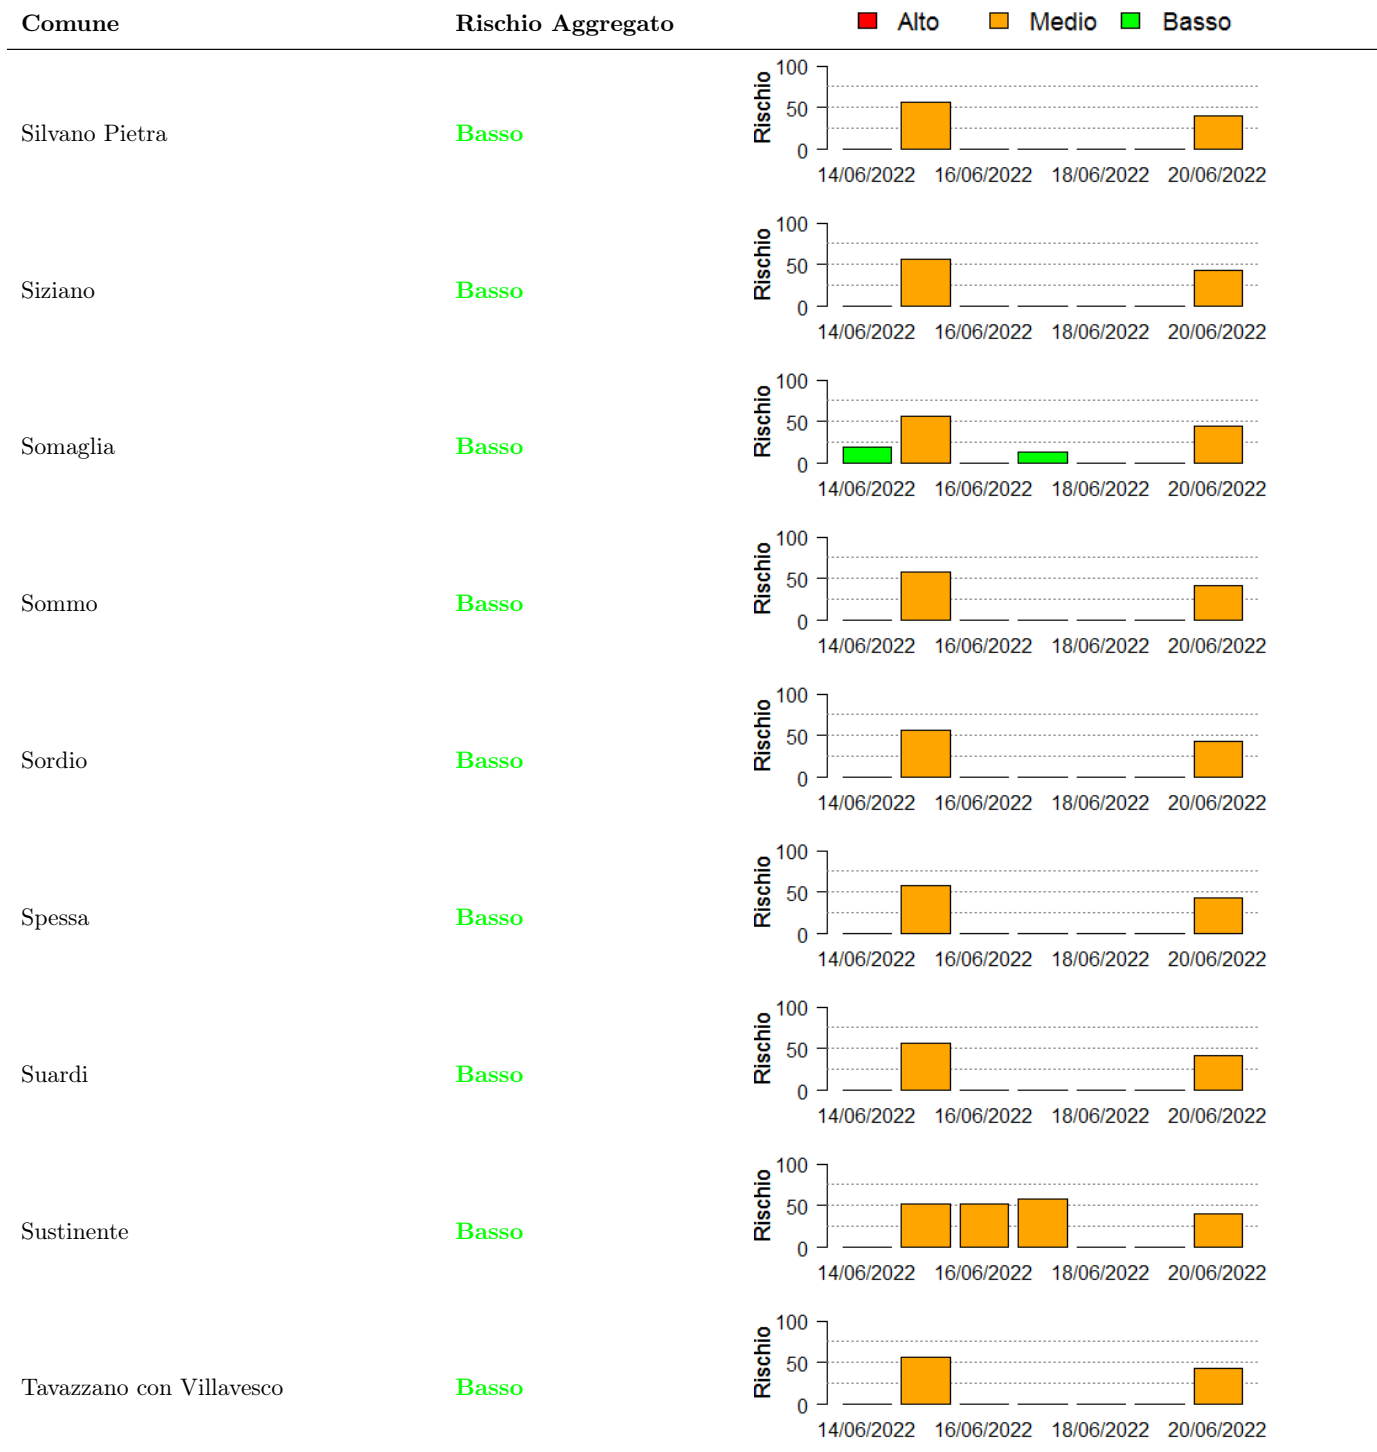 Comune Rischio Aggregato Alto Medio Basso
100
50
0
Rischio
Silvano Pietra Basso
14/06/2022 16/06/2022 18/06/2022 20/06/2022
100
50
0
Rischio
Siziano Basso
14/06/2022 16/06/2022 18/06/2022 20/06/2022
100
50
0
Rischio
Somaglia Basso
14/06/2022 16/06/2022 18/06/2022 20/06/2022
100
50
0
Rischio
Sommo Basso
14/06/2022 16/06/2022 18/06/2022 20/06/2022
100
50
0
Rischio
Sordio Basso
14/06/2022 16/06/2022 18/06/2022 20/06/2022
100
50
0
Rischio
Spessa Basso
14/06/2022 16/06/2022 18/06/2022 20/06/2022
100
50
0
Rischio
Suardi Basso
14/06/2022 16/06/2022 18/06/2022 20/06/2022
100
50
0
Rischio
Sustinente Basso
14/06/2022 16/06/2022 18/06/2022 20/06/2022
100
50
0
Rischio
Tavazzano con Villavesco Basso
14/06/2022 16/06/2022 18/06/2022 20/06/2022